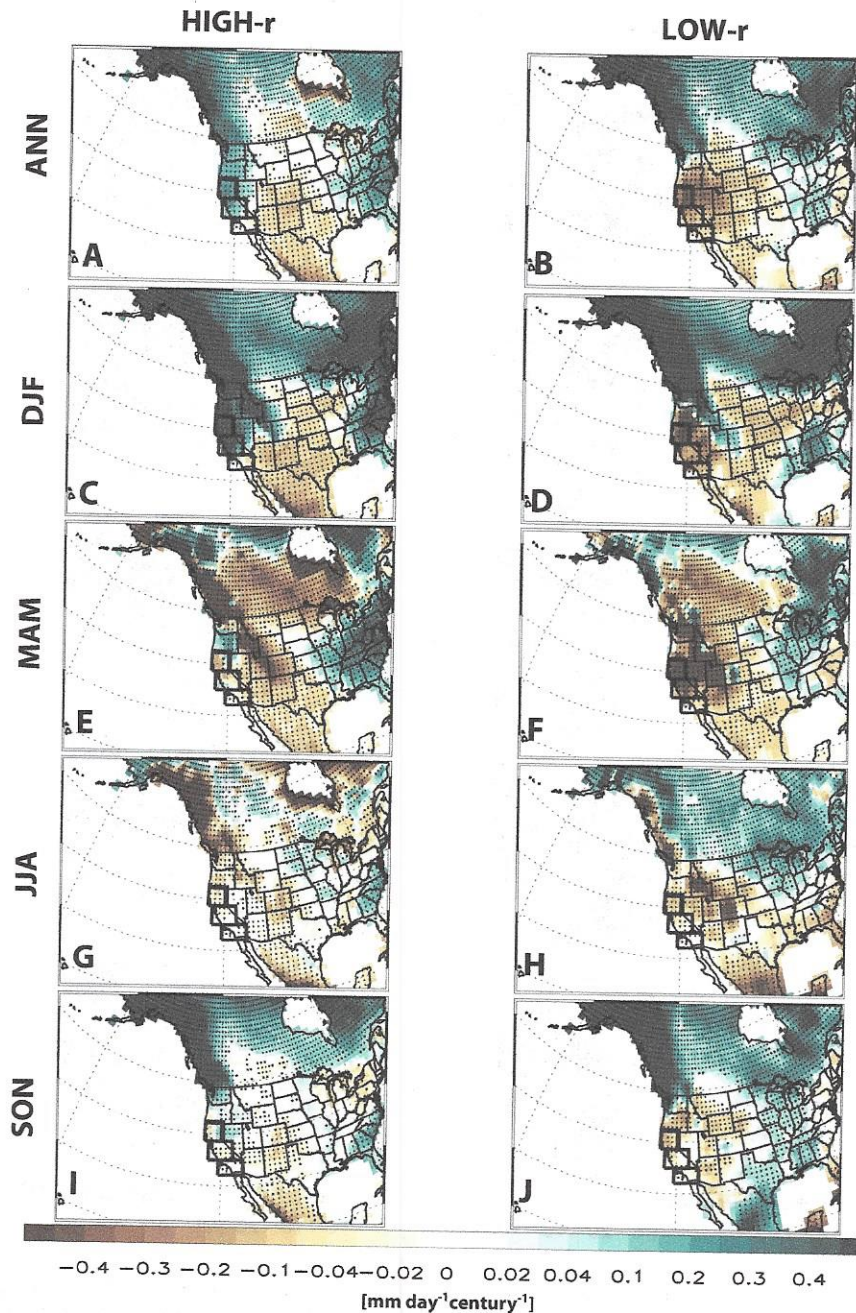 HIGH-r
LOW-r
ANN
A
B
DJF
C
D
MAM
E
F
JJA
G
H
SON
I
J
−0.4 −0.3 −0.2 −0.1 −0.04 −0.02 0 0.02 0.04 0.1 0.2 0.3 0.4
[mm day⁻¹century⁻¹]